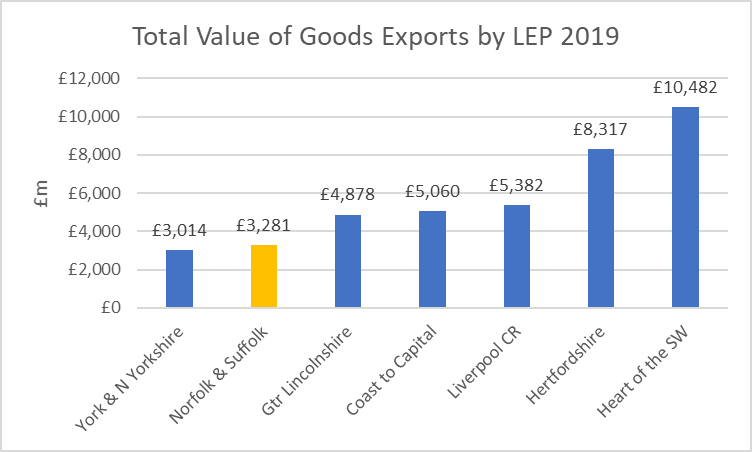 Total Value of Goods Exports by LEP 2019
£m
£12,000
£10,000
£8,000
£6,000
£4,000
£2,000
£0
£3,014
£3,281
£4,878
£5,060
£5,382
£8,317
£10,482
York & N Yorkshire
Norfolk & Suffolk
Gtr Lincolnshire
Coast to Capital
Liverpool CR
Hertfordshire
Heart of the SW